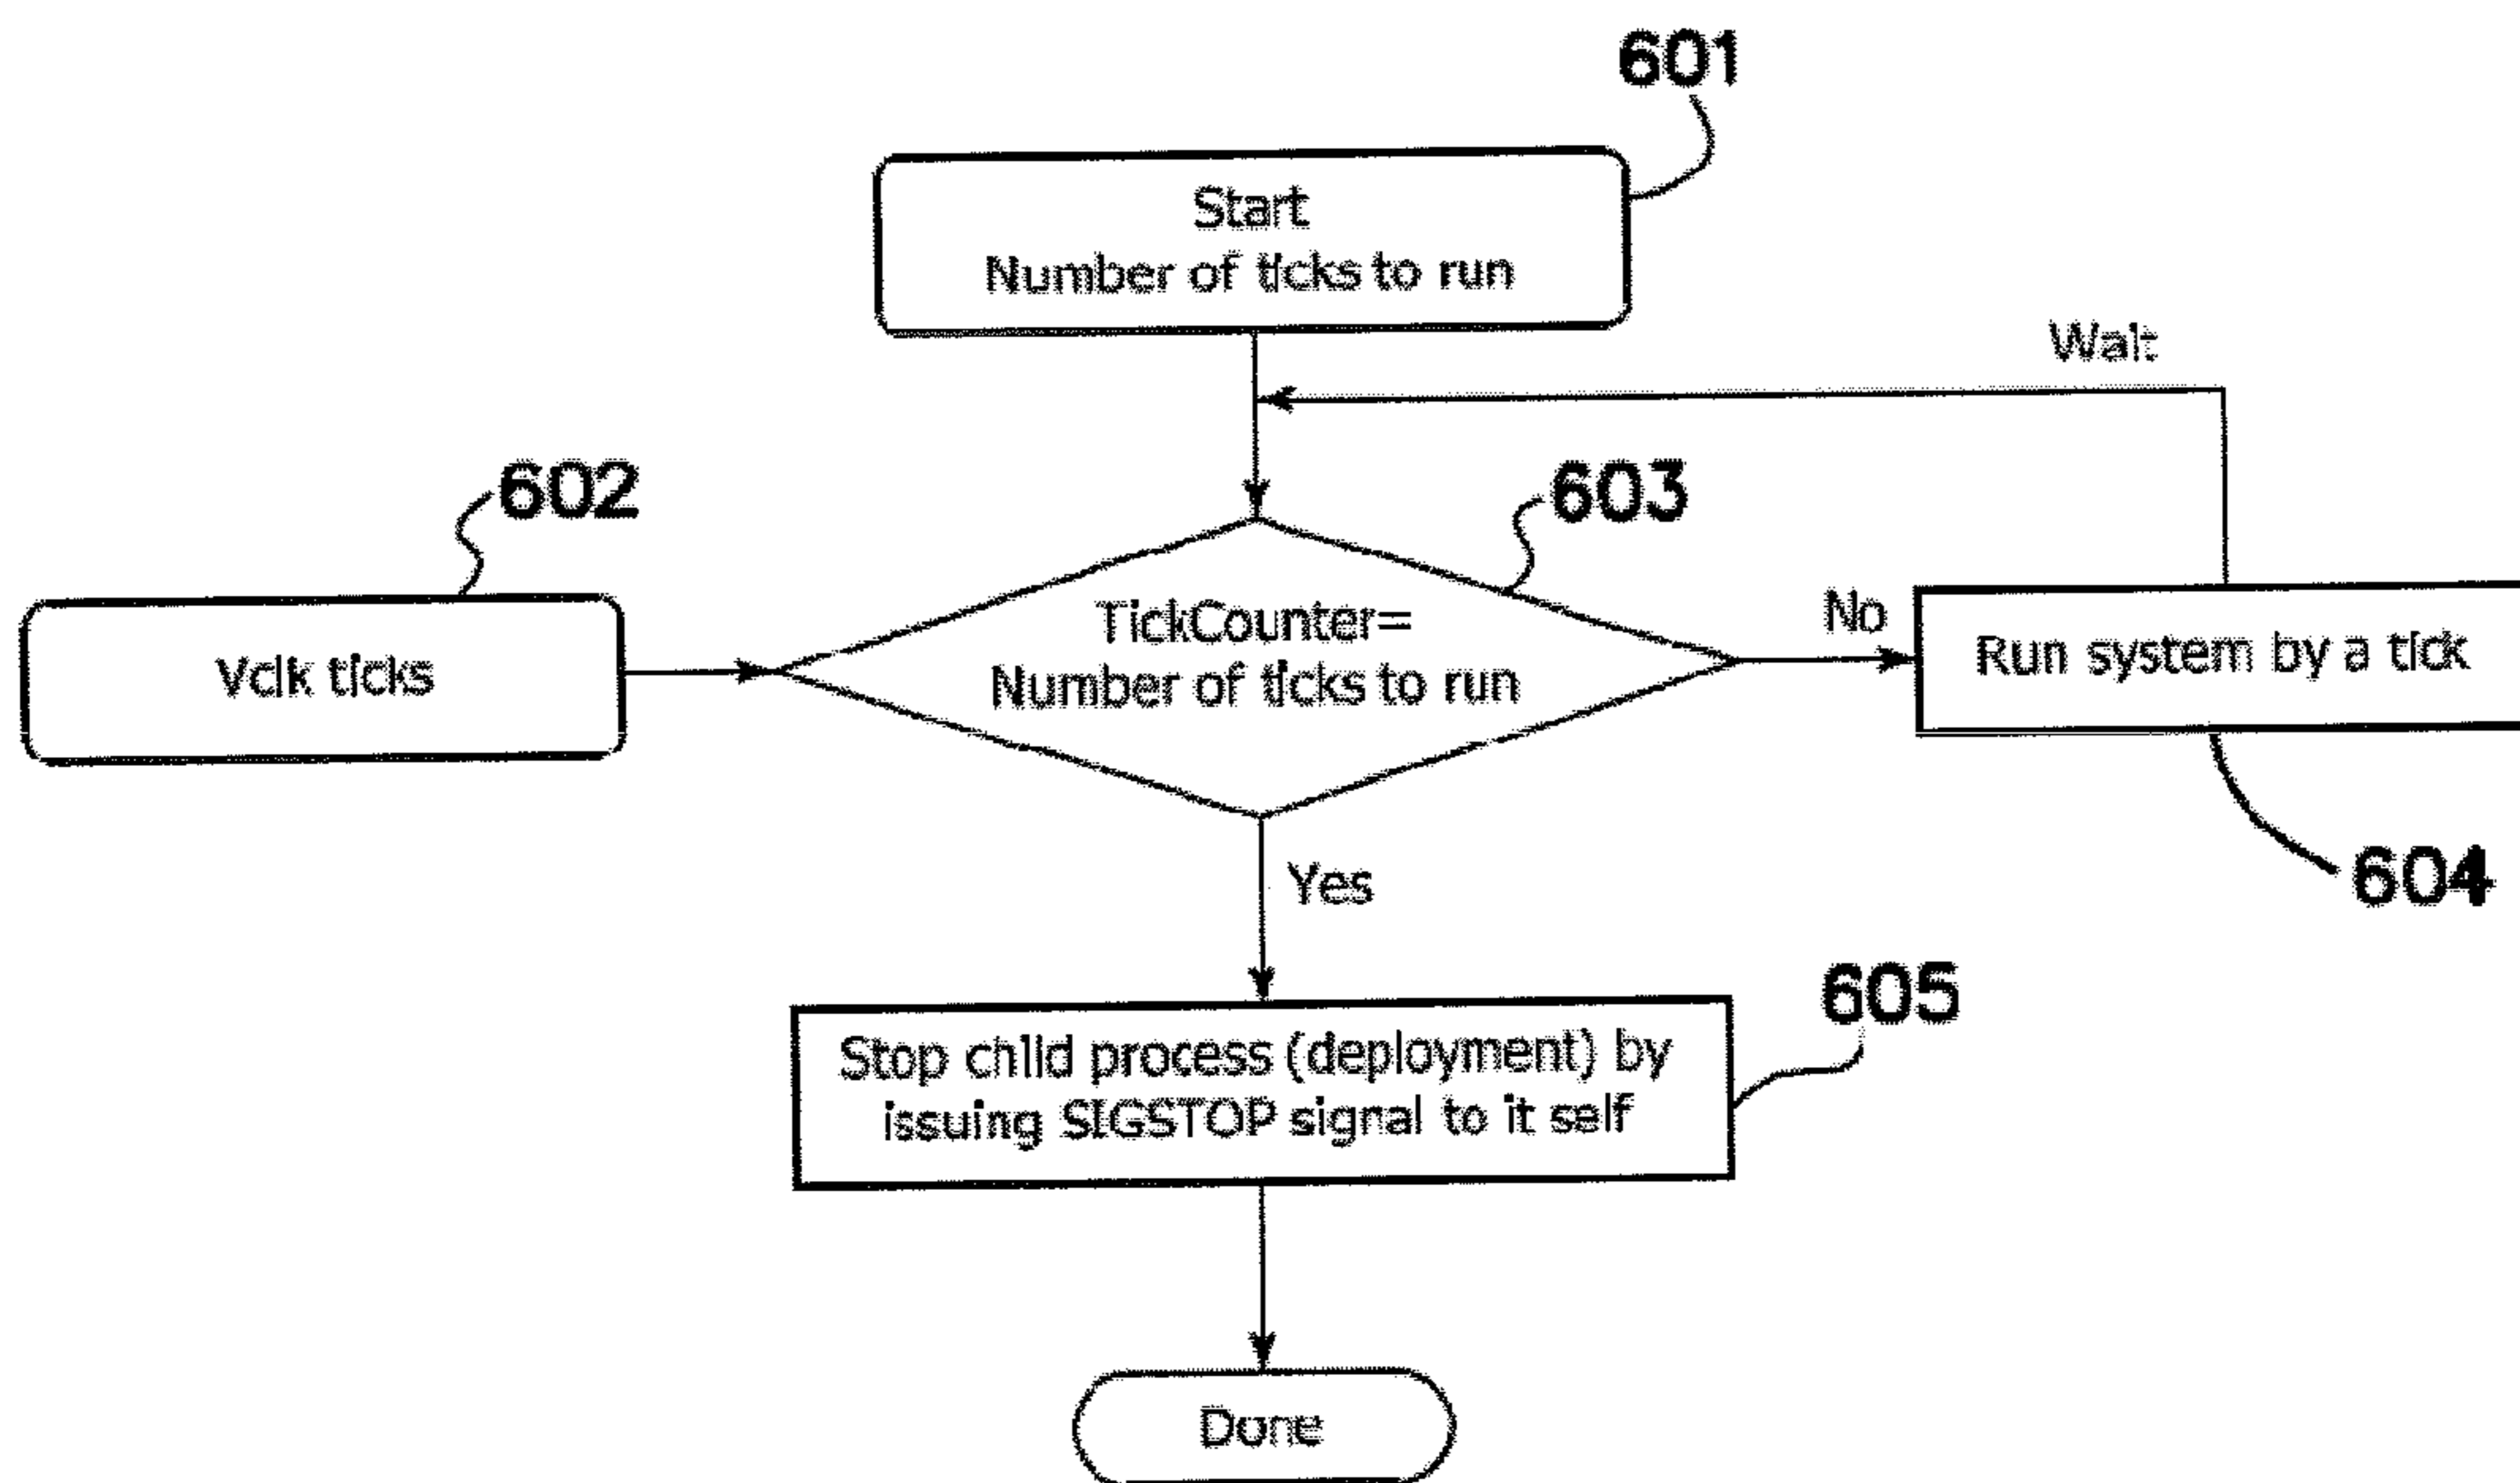 601
Start
Number of ticks to run
Wait
602
603
TickCounter=
Number of ticks to run
Vclk ticks
No
Run system by a tick
604
Yes
605
Stop child process (deployment) by
issuing SIGSTOP signal to it self
Done